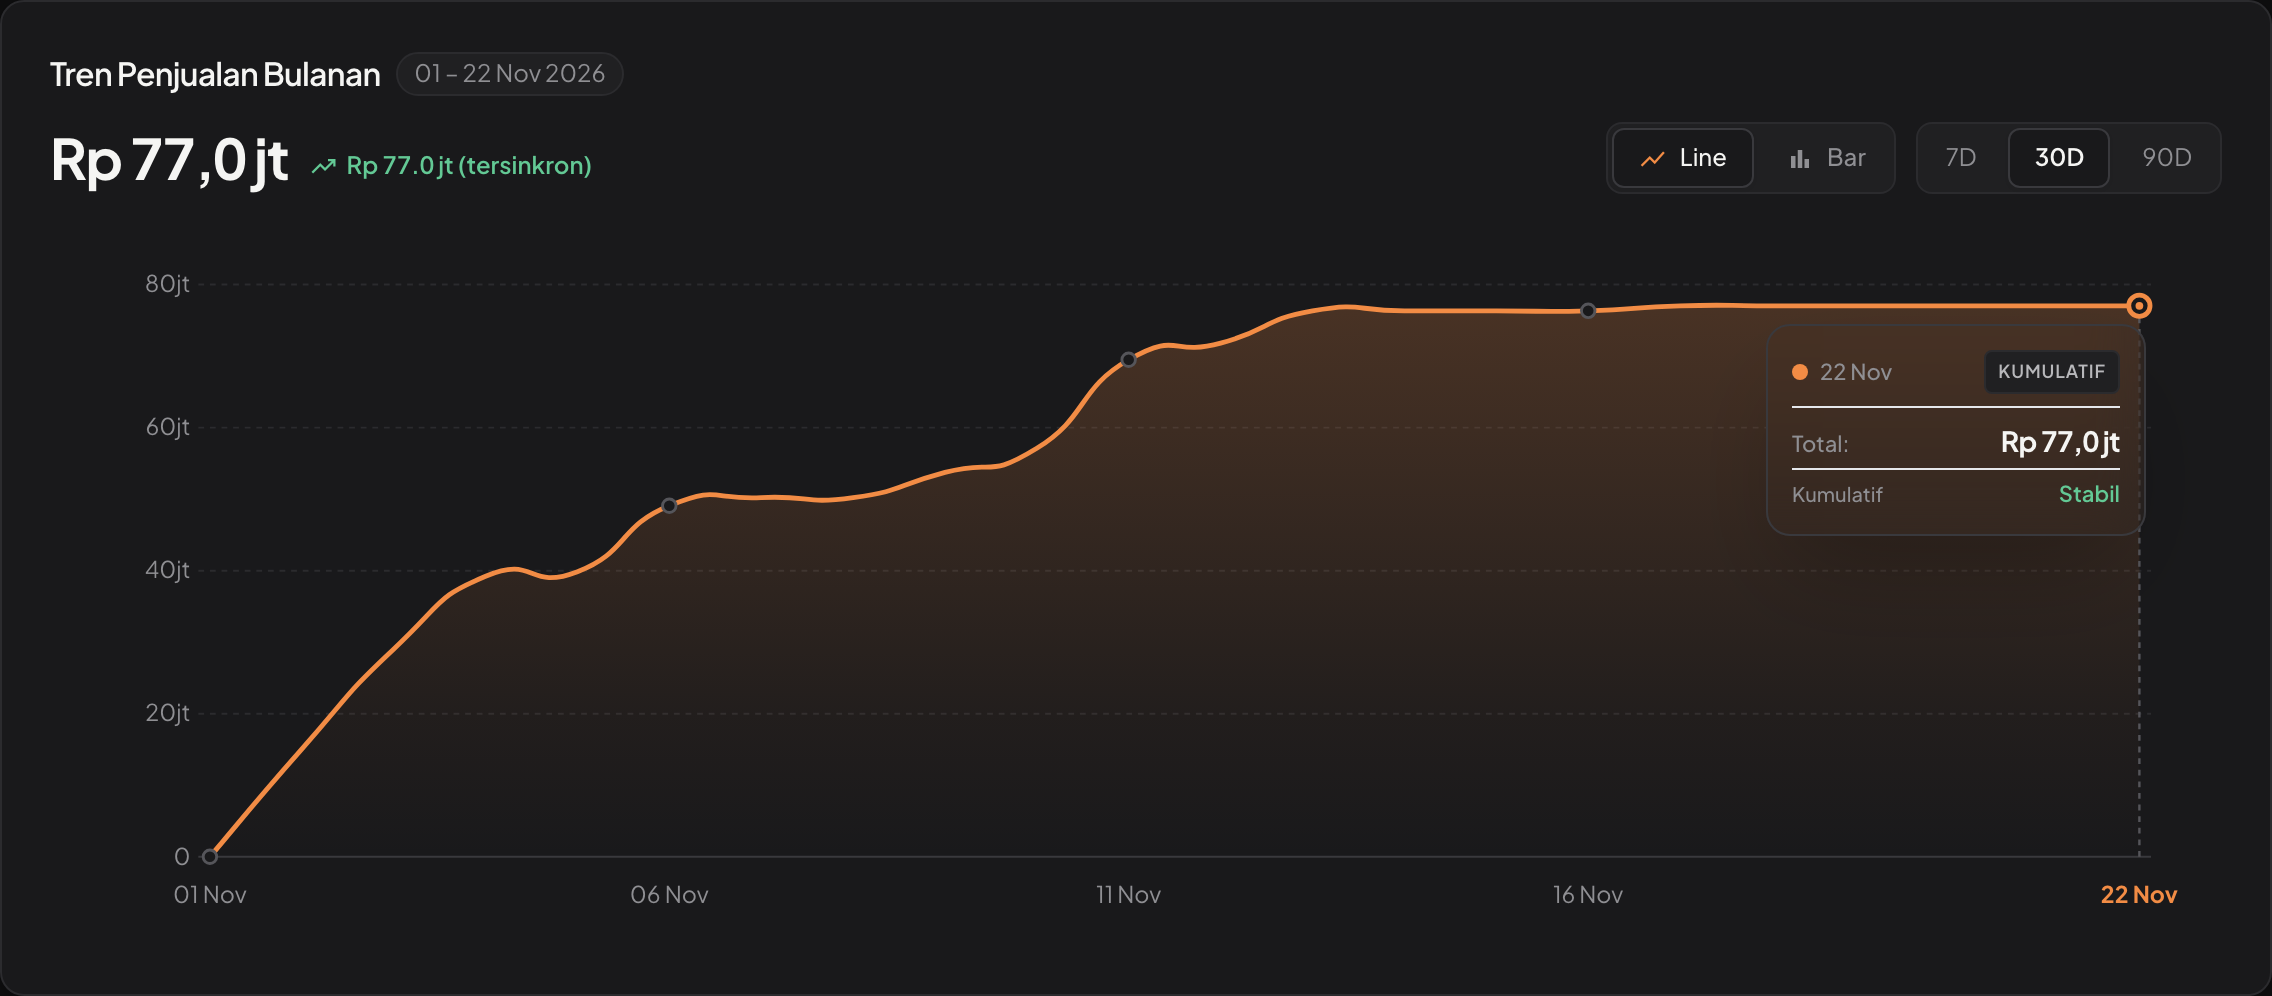 Tren Penjualan Bulanan 01 – 22 Nov 2026
Rp 77,0 jt Rp 77.0 jt (tersinkron)
Line Bar 7D 30D 90D
80jt
60jt
40jt
20jt
0
22 Nov KUMULATIF
Total: Rp 77,0 jt
Kumulatif Stabil
01 Nov 06 Nov 11 Nov 16 Nov 22 Nov